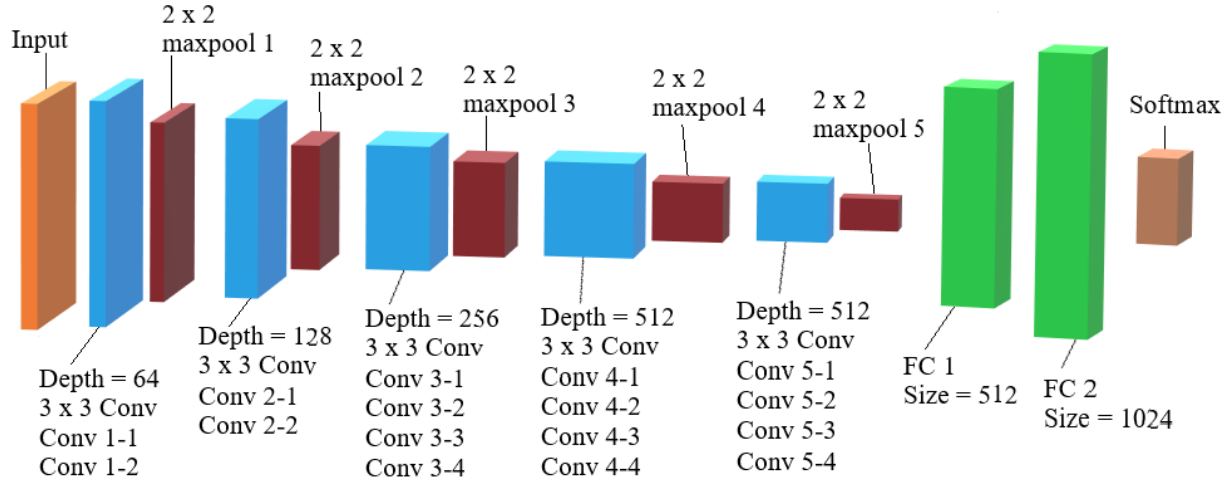 Input
2 x 2
maxpool 1
2 x 2
maxpool 2
2 x 2
maxpool 3
2 x 2
maxpool 4
2 x 2
maxpool 5
Softmax
Depth = 64
3 x 3 Conv
Conv 1-1
Conv 1-2
Depth = 128
3 x 3 Conv
Conv 2-1
Conv 2-2
Depth = 256
3 x 3 Conv
Conv 3-1
Conv 3-2
Conv 3-3
Conv 3-4
Depth = 512
3 x 3 Conv
Conv 4-1
Conv 4-2
Conv 4-3
Conv 4-4
Depth = 512
3 x 3 Conv
Conv 5-1
Conv 5-2
Conv 5-3
Conv 5-4
FC 1
Size = 512
FC 2
Size = 1024